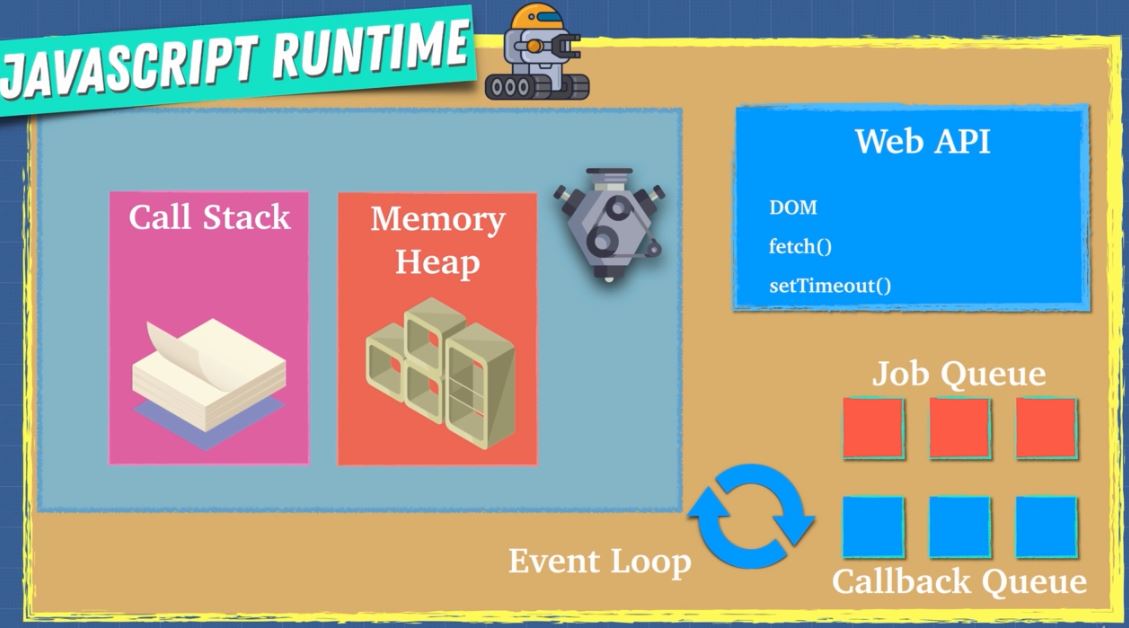 JAVASCRIPT RUNTIME
Call Stack
Memory
Heap
Web API
DOM
fetch()
setTimeout()
Job Queue
Event Loop
Callback Queue